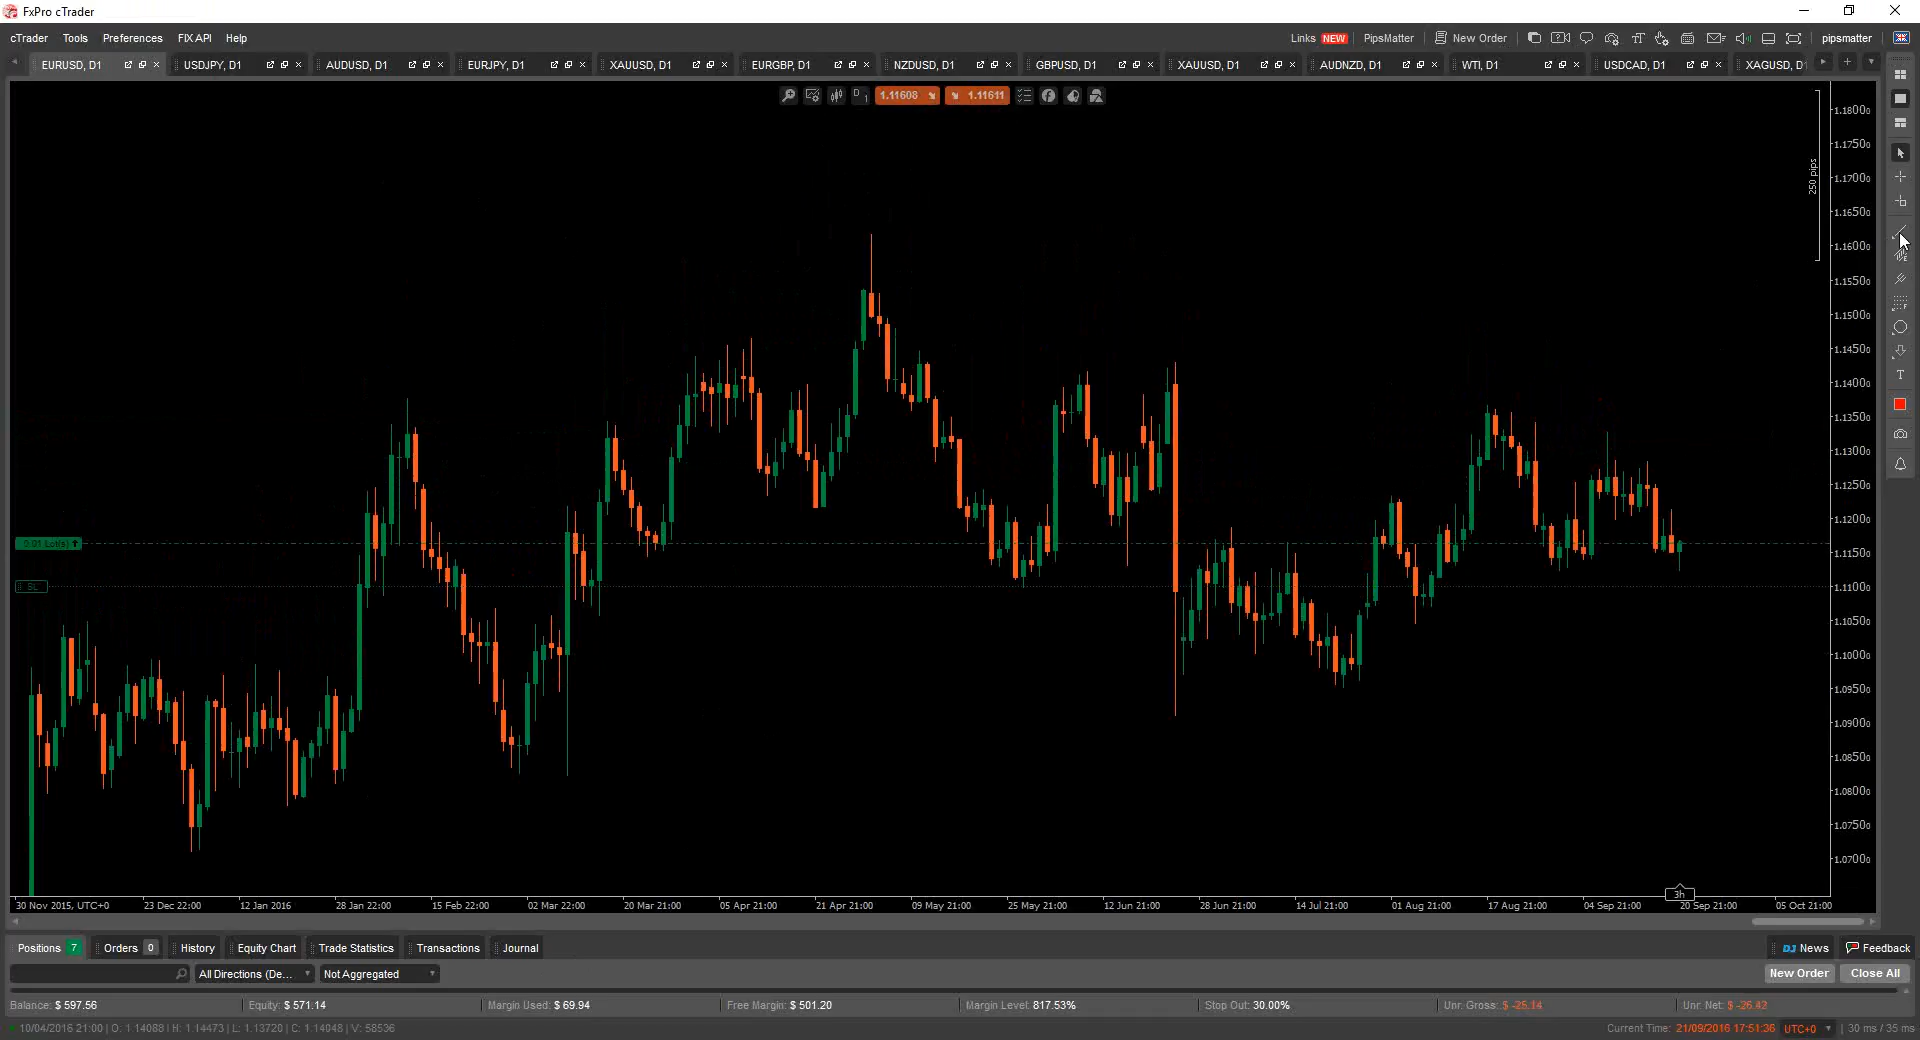 FxPro cTrader
cTrader Tools Preferences FIX API Help
Links NEW PipsMatter New Order pipsmatter
EURUSD, D1 USDJPY, D1 AUDUSD, D1 EURJPY, D1 XAUUSD, D1 EURGBP, D1 NZDUSD, D1 GBPUSD, D1 XAUUSD, D1 AUDNZD, D1 WTI, D1 USDCAD, D1 XAGUSD, D1
D 1 1.11608 1.11611
250 pips
1.1800₀
1.1750₀
1.1700₀
1.1650₀
1.1600₀
1.1550₀
1.1500₀
1.1450₀
1.1400₀
1.1350₀
1.1300₀
1.1250₀
1.1200₀
1.1150₀
1.1100₀
1.1050₀
1.1000₀
1.0950₀
1.0900₀
1.0850₀
1.0800₀
1.0750₀
1.0700₀
T
0.01 Lot(s)
SL
3h
30 Nov 2015, UTC+0 23 Dec 22:00 12 Jan 2016 28 Jan 22:00 15 Feb 22:00 02 Mar 22:00 20 Mar 21:00 05 Apr 21:00 21 Apr 21:00 09 May 21:00 25 May 21:00 12 Jun 21:00 28 Jun 21:00 14 Jul 21:00 01 Aug 21:00 17 Aug 21:00 04 Sep 21:00 20 Sep 21:00 05 Oct 21:00
Positions 7 Orders 0 History Equity Chart Trade Statistics Transactions Journal DJ News Feedback
All Directions (De... Not Aggregated New Order Close All
Balance: $ 597.56 Equity: $ 571.14 Margin Used: $ 69.94 Free Margin: $ 501.20 Margin Level: 817.53% Stop Out: 30.00% Unr. Gross: $ -25.14 Unr. Net: $ -26.42
10/04/2016 21:00 | O: 1.14088 | H: 1.14473 | L: 1.13720 | C: 1.14048 | V: 58536 Current Time: 21/09/2016 17:51:36 UTC+0 | 30 ms / 35 ms